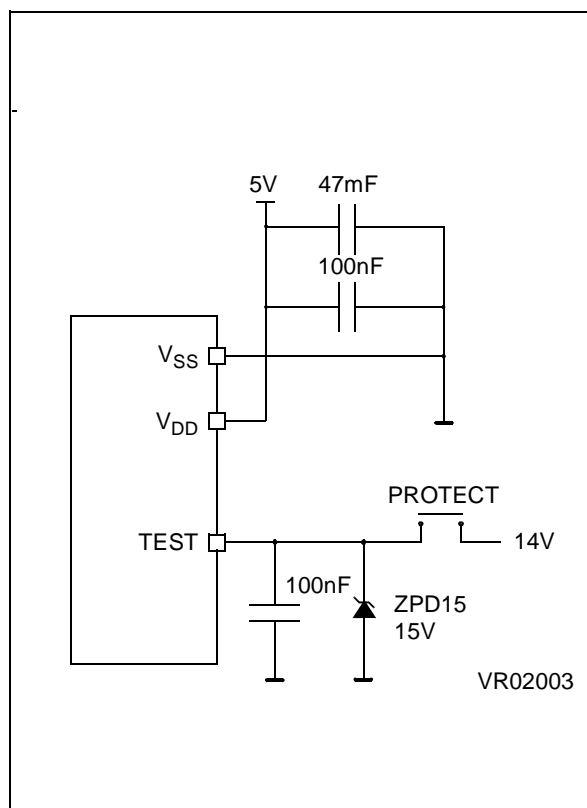 5V
47mF
100nF
VSS
VDD
PROTECT
TEST
14V
100nF
ZPD15
15V
VR02003